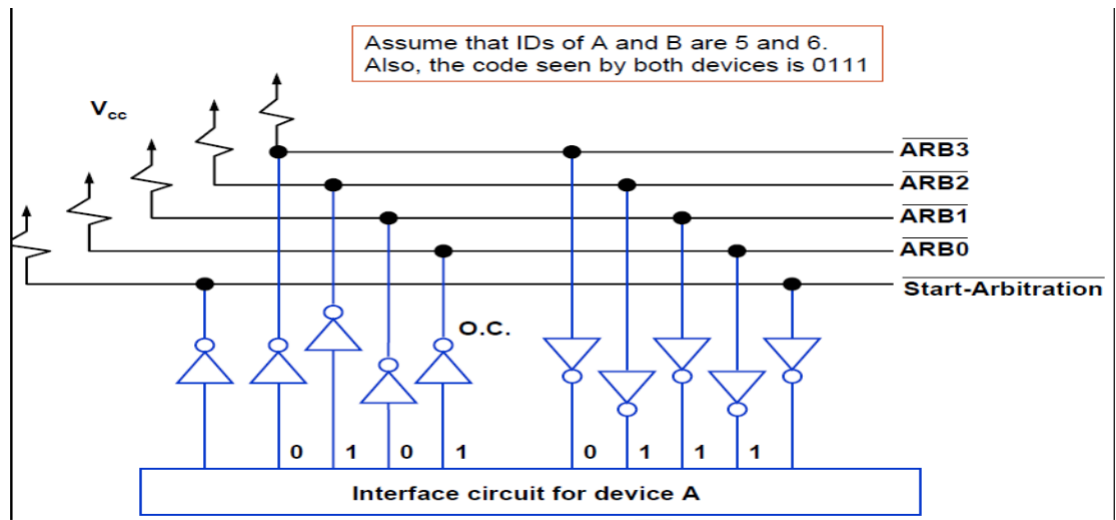 Assume that IDs of A and B are 5 and 6.
Also, the code seen by both devices is 0111
Vcc
ARB3
ARB2
ARB1
ARB0
Start-Arbitration
O.C.
0 1 0 1 0 1 1 1
Interface circuit for device A